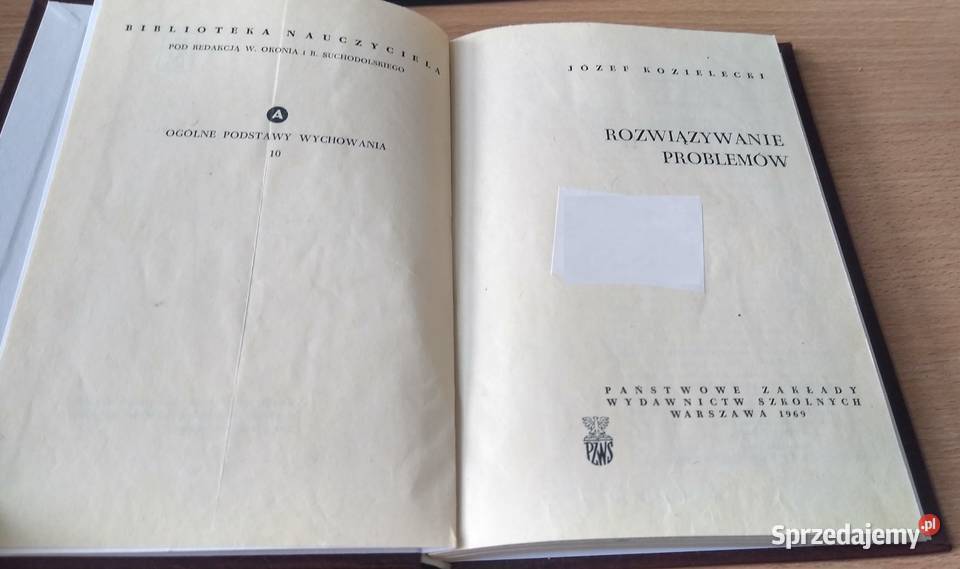 BIBLIOTEKA NAUCZYCIELA
POD REDAKCJĄ W. OKONIA i B. SUCHODOLSKIEGO
A
OGÓLNE PODSTAWY WYCHOWANIA
10
JÓZEF KOZIELECKI
ROZWIĄZYWANIE
PROBLEMÓW
PAŃSTWOWE ZAKŁADY
WYDAWNICTW SZKOLNYCH
WARSZAWA 1969
PZWS
Sprzedajemy.pl